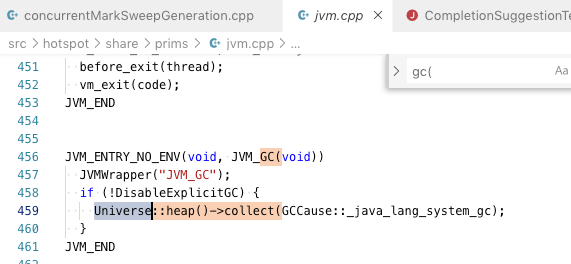 concurrentMarkSweepGeneration.cpp jvm.cpp CompletionSuggestionTe
src > hotspot > share > prims > jvm.cpp > ...
gc( Aa
451 before_exit(thread);
452 vm_exit(code);
453 JVM_END
454
455
456 JVM_ENTRY_NO_ENV(void, JVM_GC(void))
457 JVMWrapper("JVM_GC");
458 if (!DisableExplicitGC) {
459 Universe::heap()->collect(GCCause::_java_lang_system_gc);
460 }
461 JVM_END